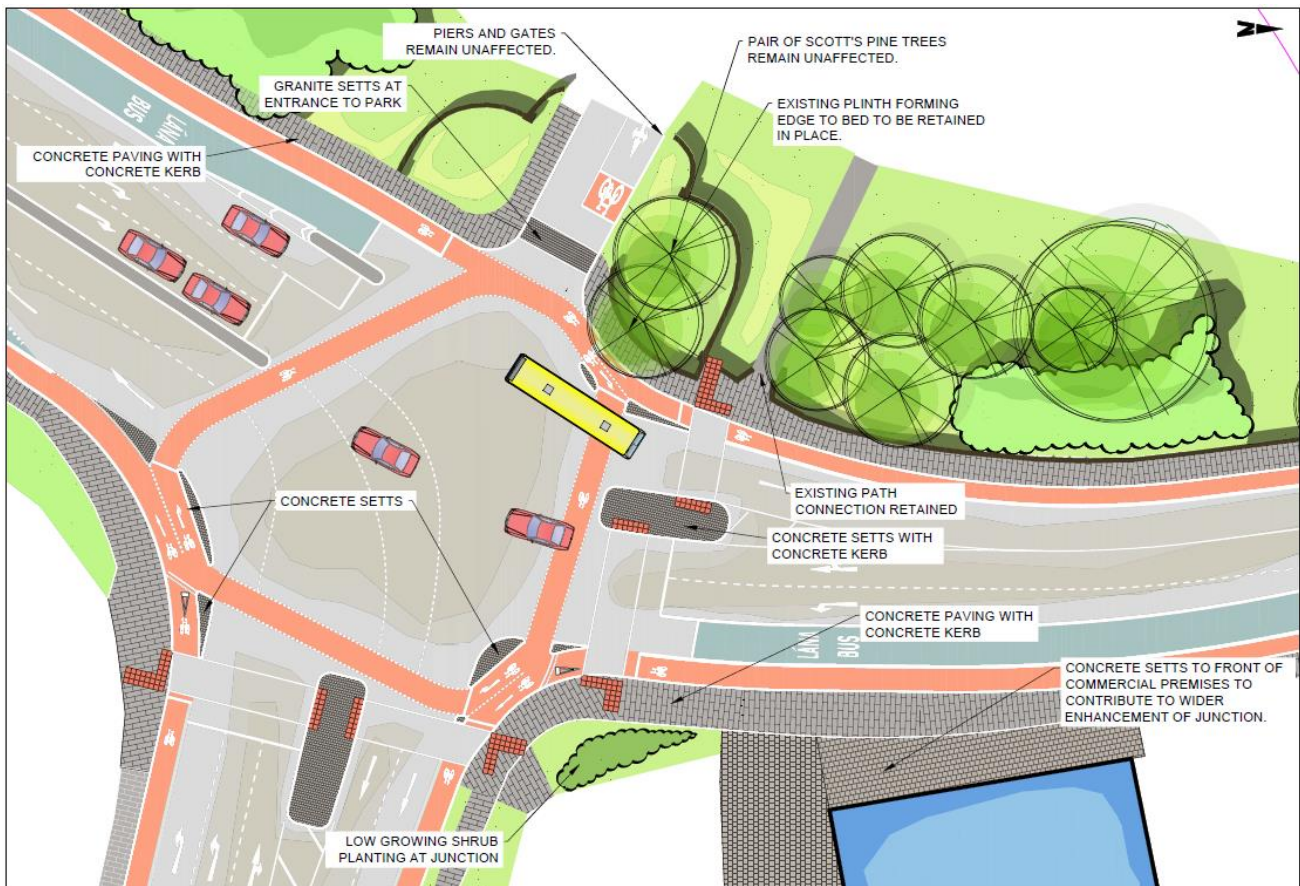 N
PIERS AND GATES
REMAIN UNAFFECTED.
PAIR OF SCOTT'S PINE TREES
REMAIN UNAFFECTED.
GRANITE SETTS AT
ENTRANCE TO PARK
EXISTING PLINTH FORMING
EDGE TO BED TO BE RETAINED
IN PLACE.
LÁNA
BUS
CONCRETE PAVING WITH
CONCRETE KERB
CONCRETE SETTS
EXISTING PATH
CONNECTION RETAINED
CONCRETE SETTS WITH
CONCRETE KERB
CONCRETE PAVING WITH
CONCRETE KERB
LÁNA
BUS
CONCRETE SETTS TO FRONT OF
COMMERCIAL PREMISES TO
CONTRIBUTE TO WIDER
ENHANCEMENT OF JUNCTION.
LOW GROWING SHRUB
PLANTING AT JUNCTION